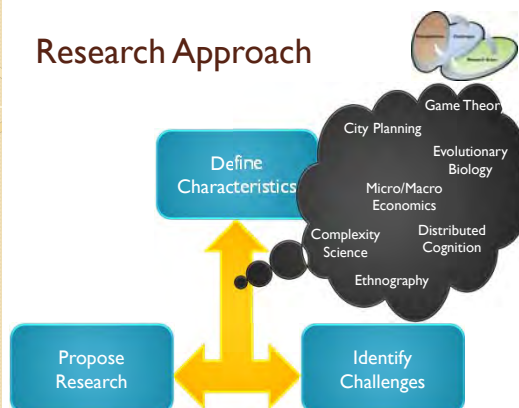 Research Approach
Game Theory
City Planning
Evolutionary
Biology
Define
Characteristics
Micro/Macro
Economics
Complexity
Science
Distributed
Cognition
Ethnography
Propose
Research
Identify
Challenges